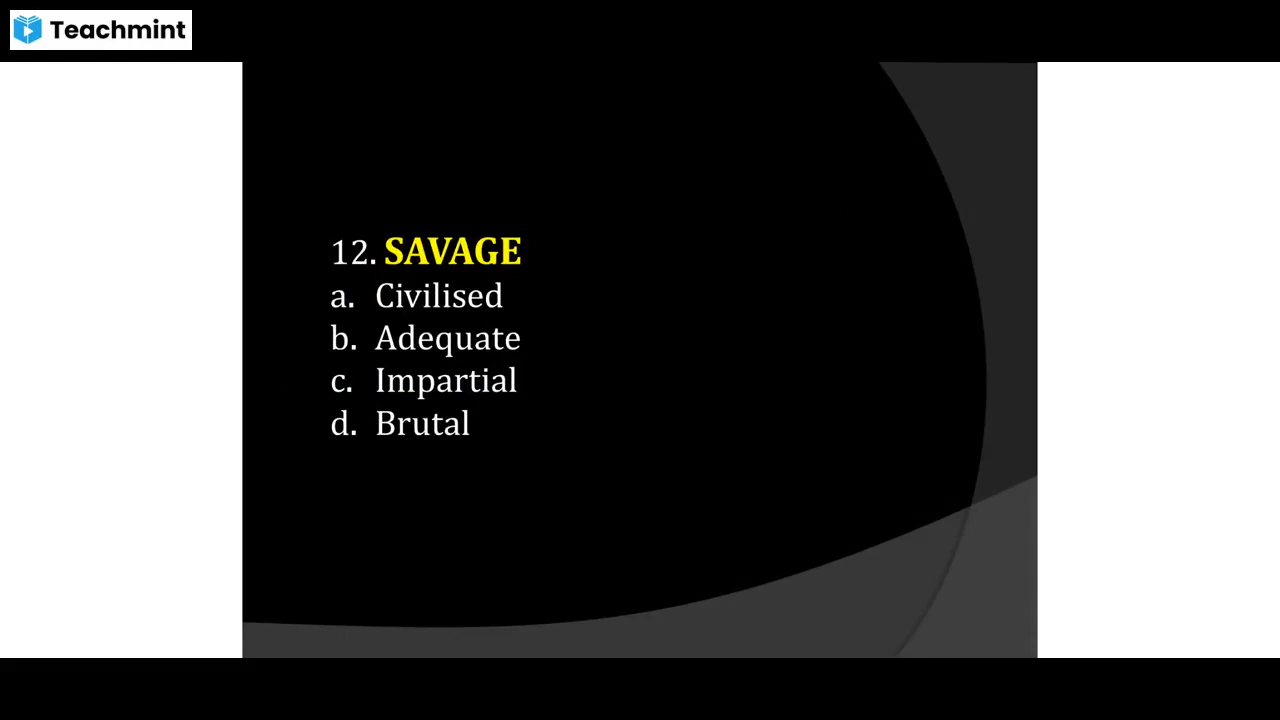 Teachmint
12. SAVAGE
a. Civilised
b. Adequate
c. Impartial
d. Brutal